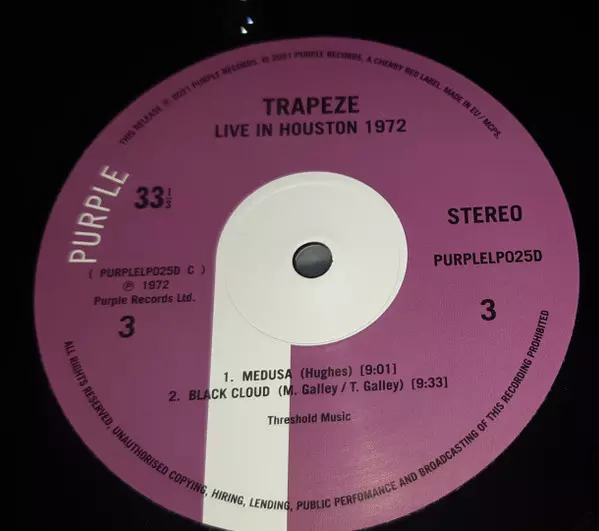 THIS RELEASE ℗ 2021 PURPLE RECORDS. © 2021 PURPLE RECORDS, A CHERRY RED LABEL. MADE IN EU / MCPS.
TRAPEZE
LIVE IN HOUSTON 1972
PURPLE
33⅓
STEREO
( PURPLELP025D C )
℗ 1972
Purple Records Ltd.
PURPLELP025D
3
3
1. MEDUSA (Hughes) [9:01]
2. BLACK CLOUD (M. Galley / T. Galley) [9:33]
Threshold Music
ALL RIGHTS RESERVED, UNAUTHORISED COPYING, HIRING, LENDING, PUBLIC PERFOMANCE AND BROADCASTING OF THIS RECORDING PROHIBITED